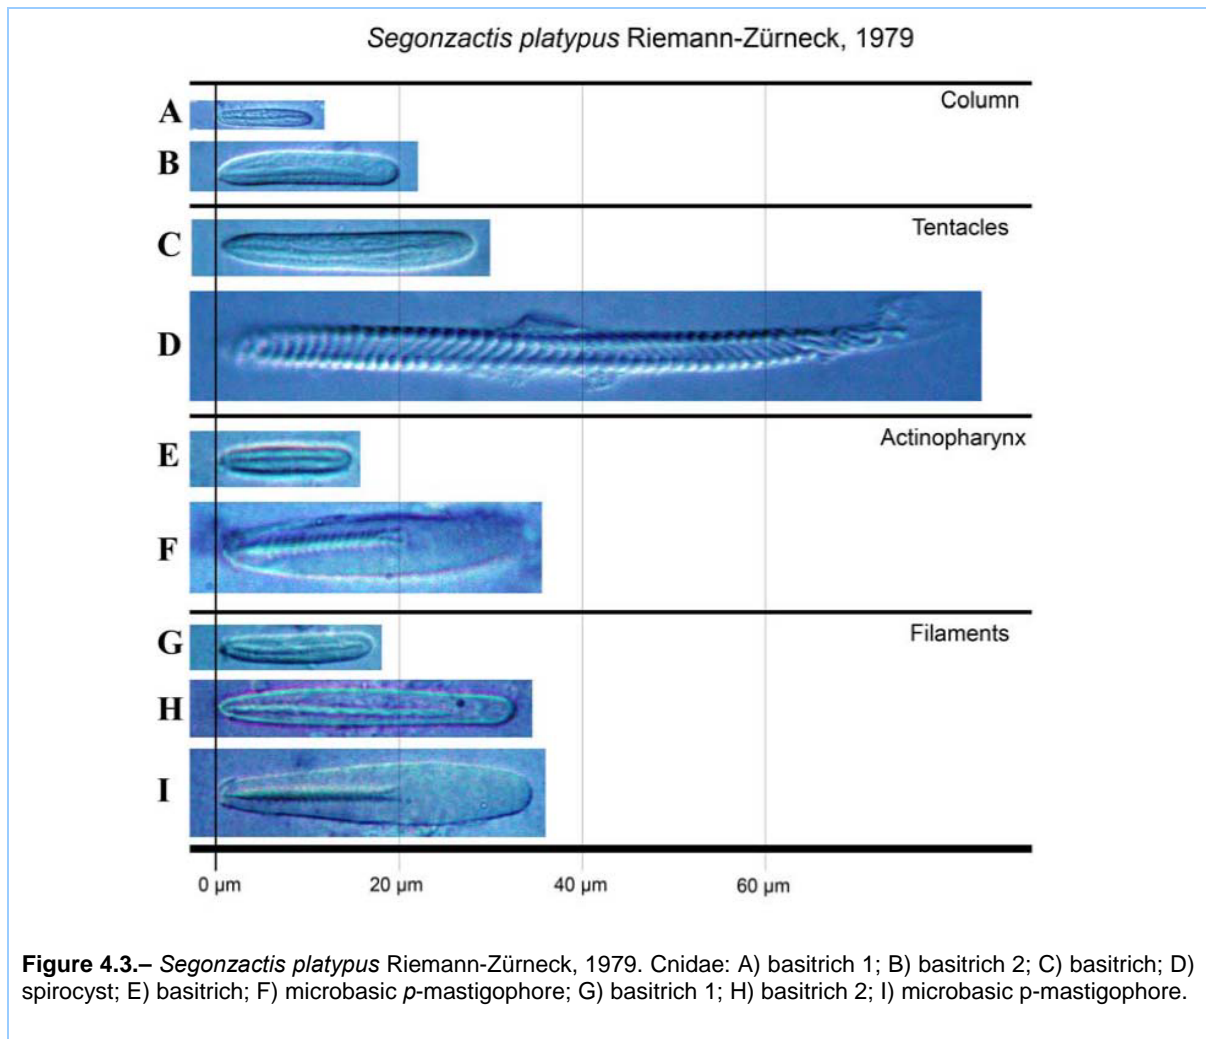 Segonzactis platypus Riemann-Zürneck, 1979
A
Column
B
C
Tentacles
D
E
Actinopharynx
F
G
Filaments
H
I
0 µm 20 µm 40 µm 60 µm
Figure 4.3.– Segonzactis platypus Riemann-Zürneck, 1979. Cnidae: A) basitrich 1; B) basitrich 2; C) basitrich; D)
spirocyst; E) basitrich; F) microbasic p-mastigophore; G) basitrich 1; H) basitrich 2; I) microbasic p-mastigophore.